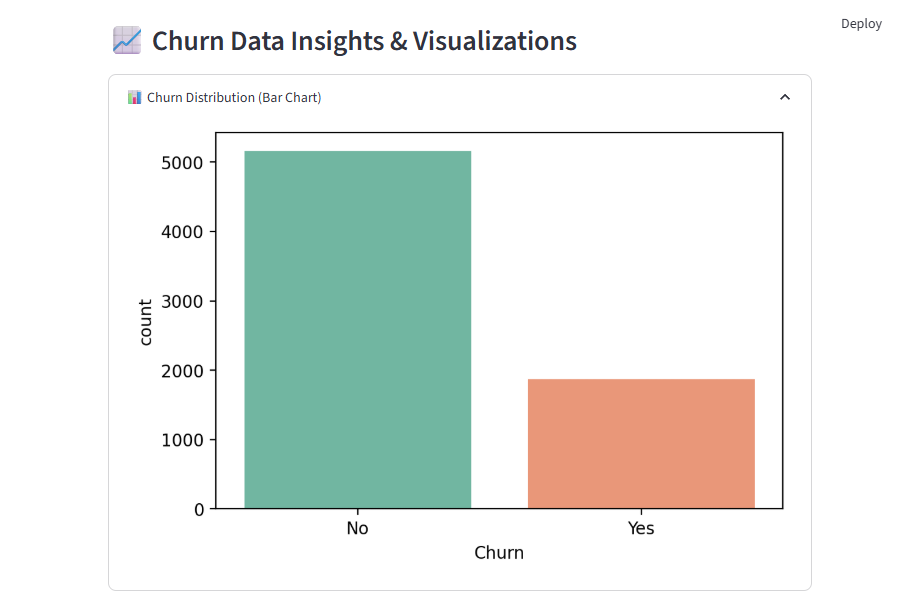 Deploy
Churn Data Insights & Visualizations
Churn Distribution (Bar Chart)
5000
4000
3000
2000
1000
0
count
No
Yes
Churn